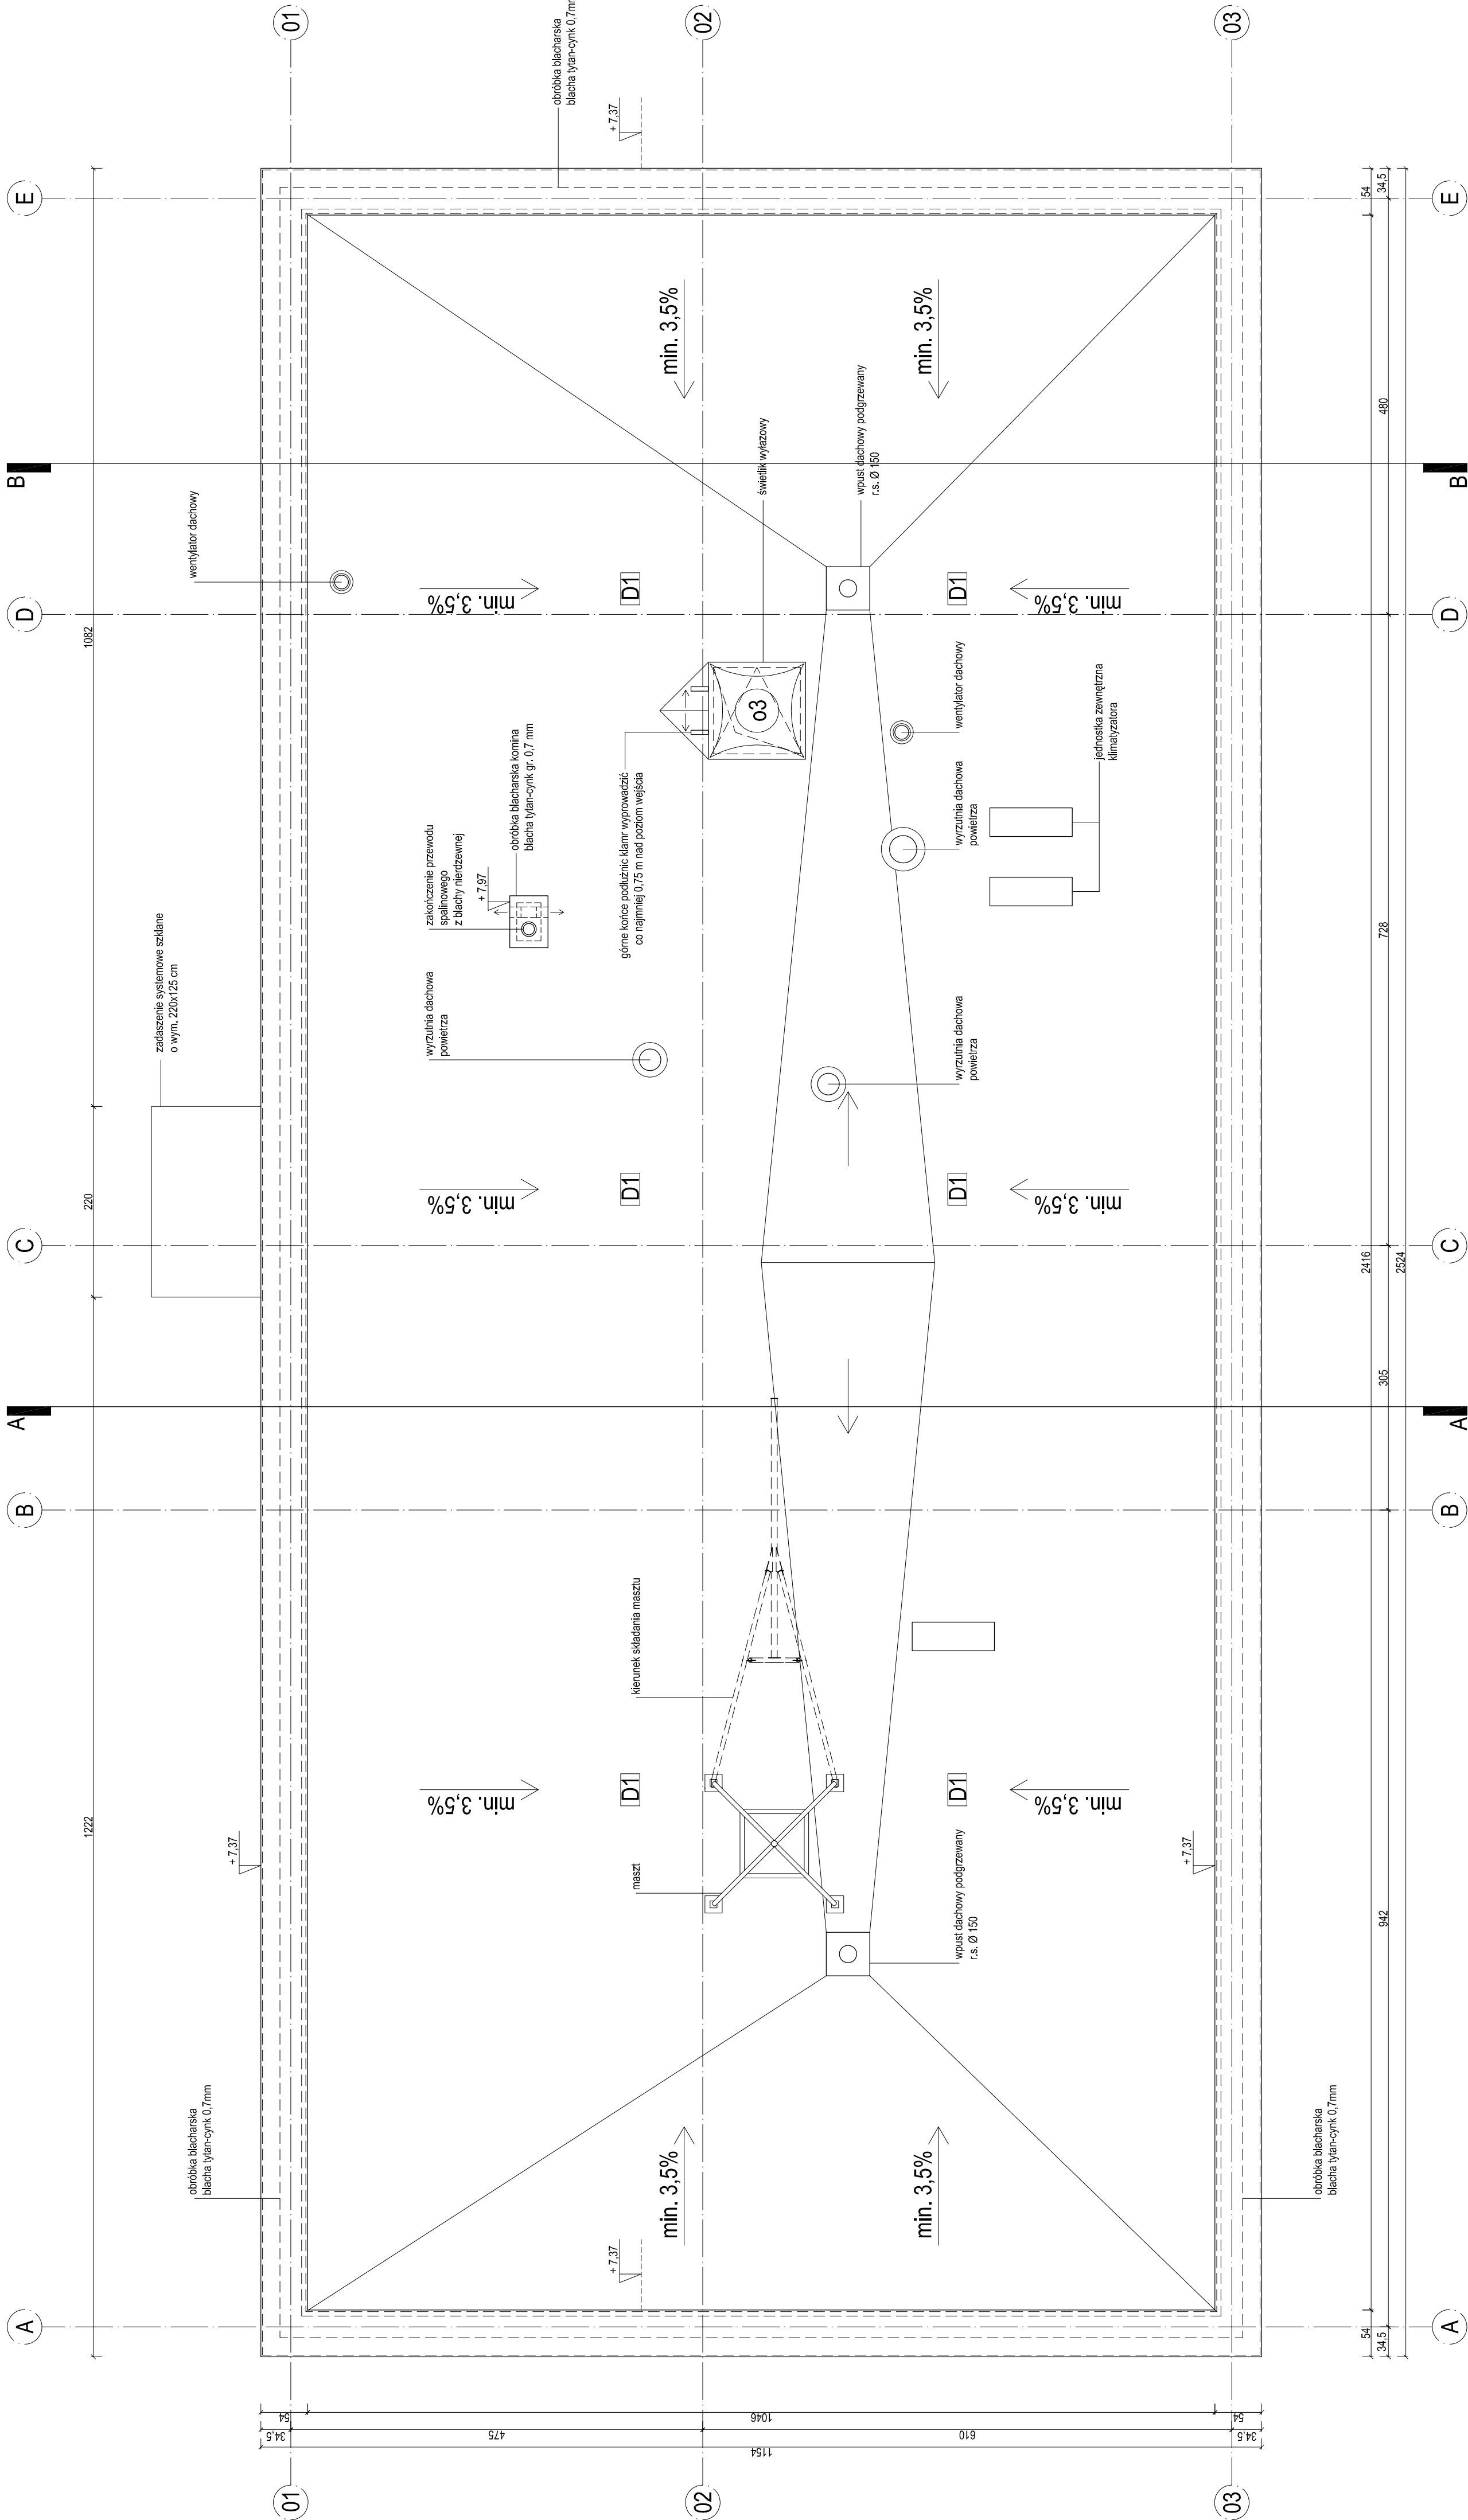 01
02
03
obróbka blacharska
blacha tytan-cynk 0,7mm
+ 7,37
E
E
54
34,5
1082
480
min. 3,5%
min. 3,5%
B
B
wentylator dachowy
świetlik wyłazowy
wpust dachowy podgrzewany
r.s. Ø 150
D
D
min. 3,5%
D1
D1
min. 3,5%
o3
górne końce podłużnic klamr wyprowadzić
co najmniej 0,75 m nad poziom wejścia
wentylator dachowy
jednostka zewnętrzna
klimatyzatora
wyrzutnia dachowa
powietrza
obróbka blacharska komina
blacha tytan-cynk gr. 0,7 mm
zakończenie przewodu
spalinowego
z blachy nierdzewnej
+ 7,97
728
zadaszenie systemowe szklane
o wym. 220x125 cm
wyrzutnia dachowa
powietrza
wyrzutnia dachowa
powietrza
220
min. 3,5%
D1
D1
min. 3,5%
C
C
2416
2524
305
A
A
B
B
kierunek składania masztu
min. 3,5%
D1
D1
min. 3,5%
1222
+ 7,37
maszt
wpust dachowy podgrzewany
r.s. Ø 150
+ 7,37
942
obróbka blacharska
blacha tytan-cynk 0,7mm
min. 3,5%
min. 3,5%
obróbka blacharska
blacha tytan-cynk 0,7mm
+ 7,37
A
A
54
34,5
54
1046
54
34,5
475
610
34,5
1154
01
02
03